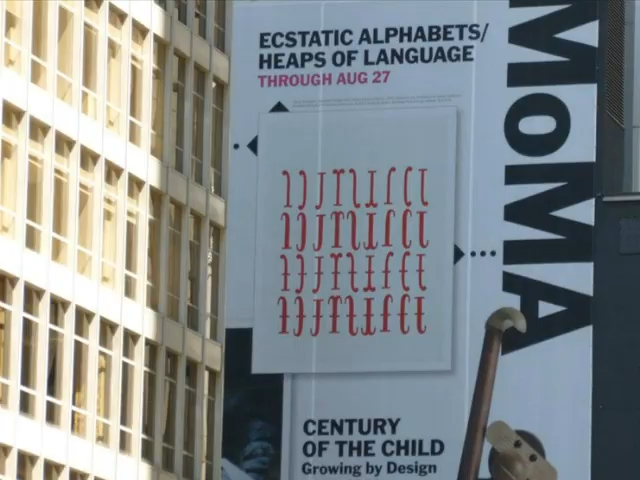 ECSTATIC ALPHABETS/
HEAPS OF LANGUAGE
THROUGH AUG 27
MOMA
CENTURY
OF THE CHILD
Growing by Design